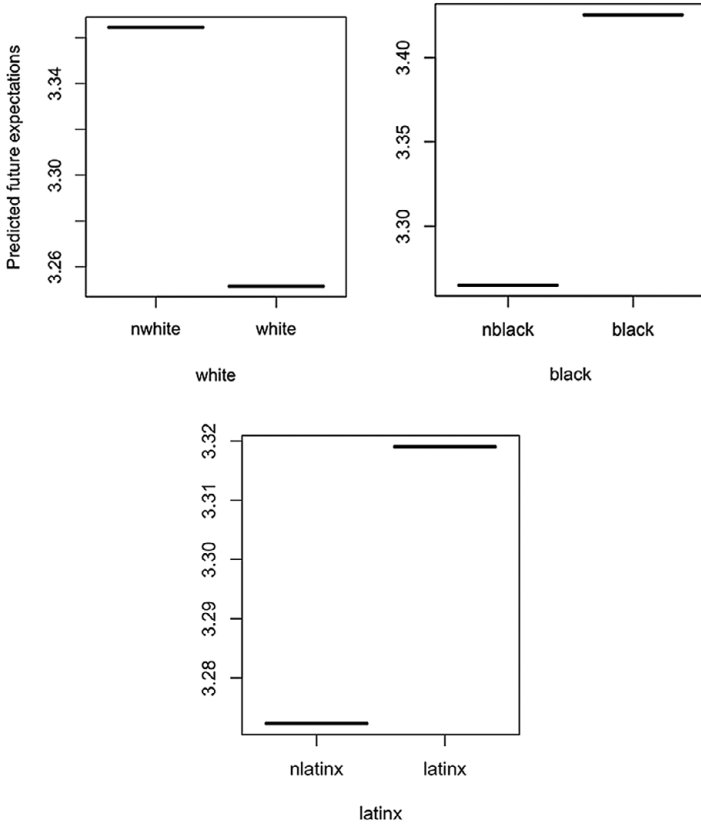 Predicted future expectations
3.34
3.30
3.26
nwhite white
white
3.40
3.35
3.30
nblack black
black
3.32
3.31
3.30
3.29
3.28
nlatinx latinx
latinx